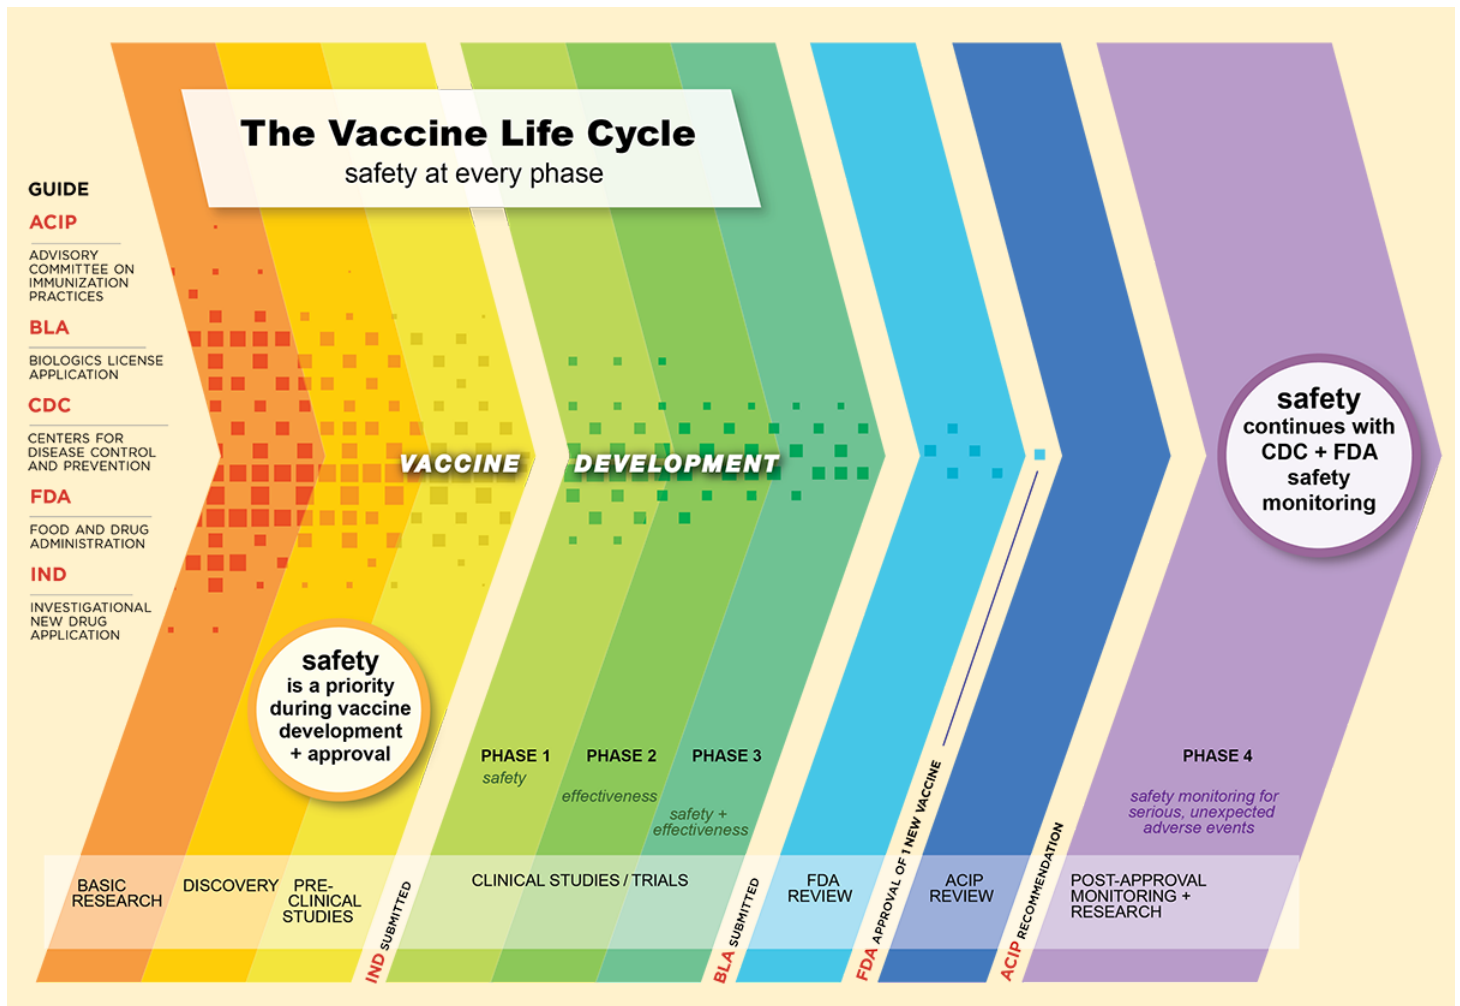 The Vaccine Life Cycle
safety at every phase
GUIDE
ACIP
ADVISORY
COMMITTEE ON
IMMUNIZATION
PRACTICES
BLA
BIOLOGICS LICENSE
APPLICATION
CDC
CENTERS FOR
DISEASE CONTROL
AND PREVENTION
FDA
FOOD AND DRUG
ADMINISTRATION
IND
INVESTIGATIONAL
NEW DRUG
APPLICATION
VACCINE DEVELOPMENT
safety
continues with
CDC + FDA
safety
monitoring
safety
is a priority
during vaccine
development
+ approval
PHASE 1
safety
PHASE 2
effectiveness
PHASE 3
safety +
effectiveness
PHASE 4
safety monitoring for
serious, unexpected
adverse events
BASIC
RESEARCH
DISCOVERY
PRE-
CLINICAL
STUDIES
IND SUBMITTED
CLINICAL STUDIES / TRIALS
BLA SUBMITTED
FDA
REVIEW
FDA APPROVAL OF 1 NEW VACCINE
ACIP
REVIEW
ACIP RECOMMENDATION
POST-APPROVAL
MONITORING +
RESEARCH